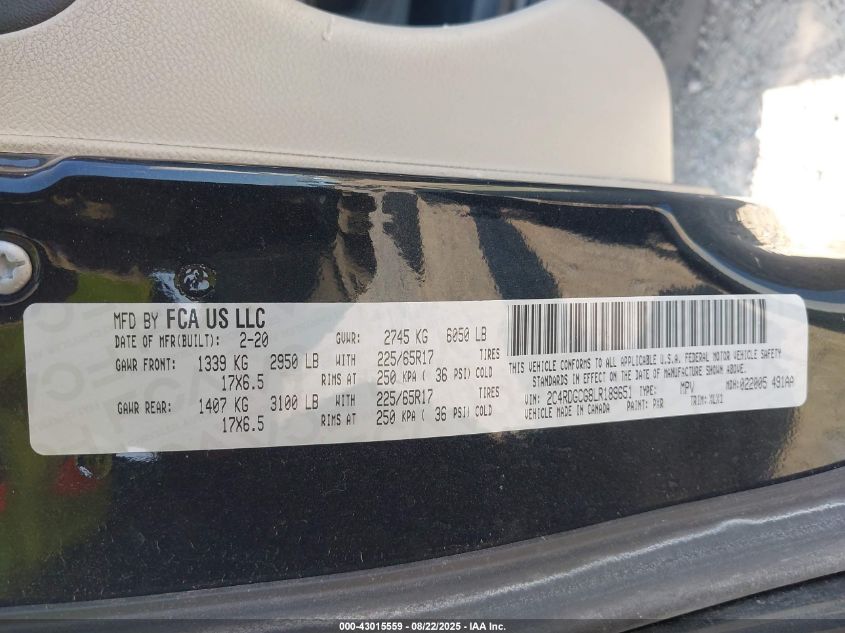 MFD BY FCA US LLC
DATE OF MFR(BUILT): 2-20 GVWR: 2745 KG 6050 LB
GAWR FRONT: 1339 KG 2950 LB WITH 225/65R17 TIRES
17X6.5 RIMS AT 250 KPA ( 36 PSI) COLD
GAWR REAR: 1407 KG 3100 LB WITH 225/65R17 TIRES
17X6.5 RIMS AT 250 KPA ( 36 PSI) COLD
THIS VEHICLE CONFORMS TO ALL APPLICABLE U.S.A. FEDERAL MOTOR VEHICLE SAFETY
STANDARDS IN EFFECT ON THE DATE OF MANUFACTURE SHOWN ABOVE.
VIN: 2C4RDGCG8LR189651 TYPE: MPV MDH: 022005 491AA
VEHICLE MADE IN CANADA PAINT: PXR TRIM:
000-43015559 - 08/22/2025 - IAA Inc.